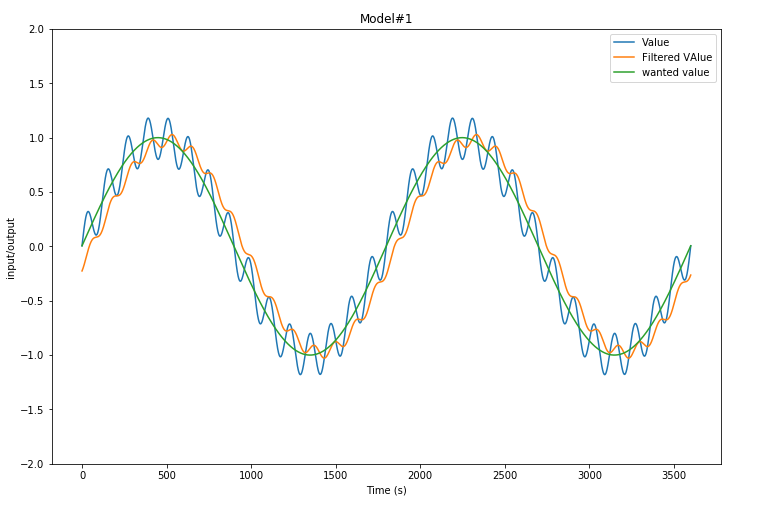 Model#1
Value
Filtered VAlue
wanted value
2.0
1.5
1.0
0.5
0.0
−0.5
−1.0
−1.5
−2.0
input/output
0 500 1000 1500 2000 2500 3000 3500
Time (s)